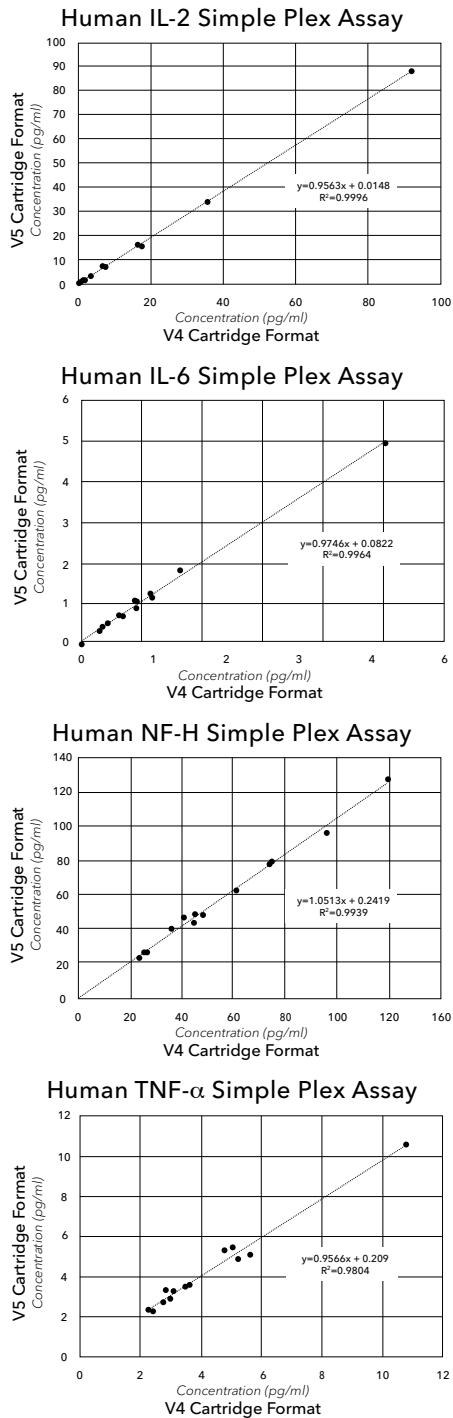 Human IL-2 Simple Plex Assay
100
90
80
70
60
50
40
30
20
10
0
V5 Cartridge Format
Concentration (pg/ml)
y=0.9563x + 0.0148
R²=0.9996
0 20 40 60 80 100
Concentration (pg/ml)
V4 Cartridge Format
Human IL-6 Simple Plex Assay
6
5
4
3
2
1
0
V5 Cartridge Format
Concentration (pg/ml)
y=0.9746x + 0.0822
R²=0.9964
0 1 2 3 4 6
Concentration (pg/ml)
V4 Cartridge Format
Human NF-H Simple Plex Assay
140
120
100
80
60
40
20
0
V5 Cartridge Format
Concentration (pg/ml)
y=1.0513x + 0.2419
R²=0.9939
0 20 40 60 80 100 120 160
Concentration (pg/ml)
V4 Cartridge Format
Human TNF-α Simple Plex Assay
12
10
8
6
4
2
0
V5 Cartridge Format
Concentration (pg/ml)
y=0.9566x + 0.209
R²=0.9804
0 2 4 6 8 10 12
Concentration (pg/ml)
V4 Cartridge Format